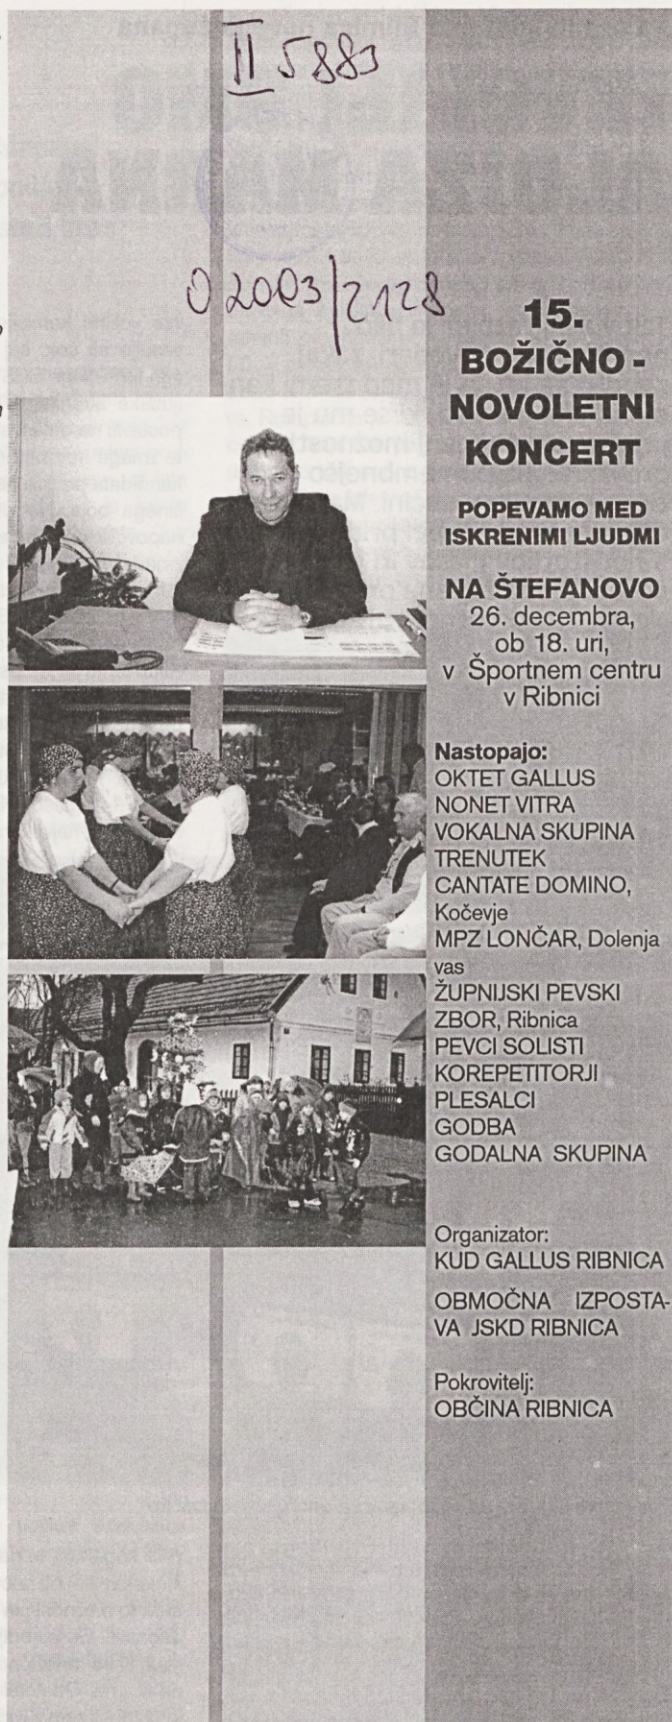 II 5883
0 2003/2128
15.
BOŽIČNO -
NOVOLETNI
KONCERT
POPEVAMO MED
ISKRENIMI LJUDMI
NA ŠTEFANOVO
26. decembra,
ob 18. uri,
v Športnem centru
v Ribnici
Nastopajo:
OKTET GALLUS
NONET VITRA
VOKALNA SKUPINA
TRENUTEK
CANTATE DOMINO,
Kočevje
MPZ LONČAR, Dolenja
vas
ŽUPNIJSKI PEVSKI
ZBOR, Ribnica
PEVCI SOLISTI
KOREPETITORJI
PLESALCI
GODBA
GODALNA SKUPINA
Organizator:
KUD GALLUS RIBNICA
OBMOČNA IZPOSTA-
VA JSKD RIBNICA
Pokrovitelj:
OBČINA RIBNICA